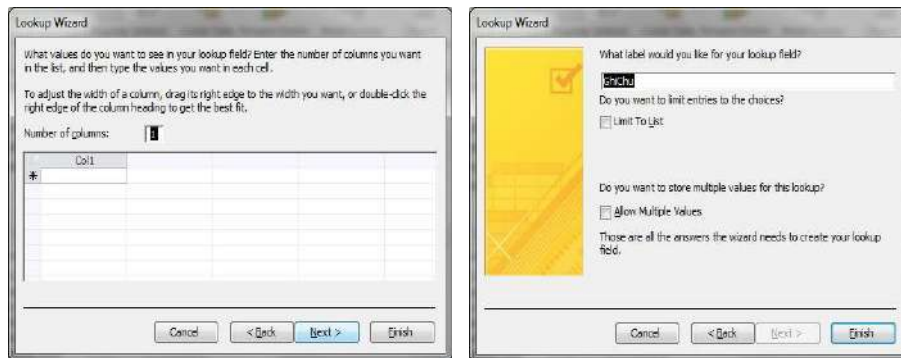 Lookup Wizard
What values do you want to see in your lookup field? Enter the number of columns you want
in the list, and then type the values you want in each cell.
To adjust the width of a column, drag its right edge to the width you want, or double-click the
right edge of the column heading to get the best fit.
Number of columns: 1
Col1
Cancel < Back Next > Finish
Lookup Wizard
What label would you like for your lookup field?
GhiChu
Do you want to limit entries to the choices?
Limit To List
Do you want to store multiple values for this lookup?
Allow Multiple Values
Those are all the answers the wizard needs to create your lookup
field.
Cancel < Back Next > Finish